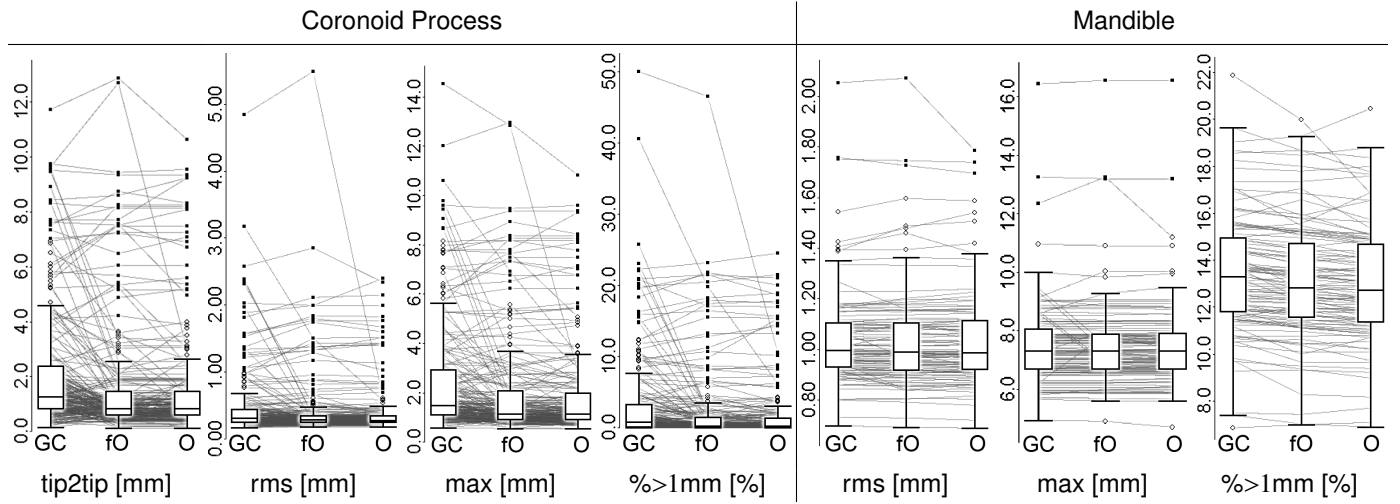 Coronoid Process Mandible
12.0 10.0 8.0 6.0 4.0 2.0 0.0
5.00 4.00 3.00 2.00 1.00 0.00
14.0 12.0 10.0 8.0 6.0 4.0 2.0 0.0
50.0 40.0 30.0 20.0 10.0 0.0
2.00 1.80 1.60 1.40 1.20 1.00 0.80
16.0 14.0 12.0 10.0 8.0 6.0
22.0 20.0 18.0 16.0 14.0 12.0 10.0 8.0
GC fO O GC fO O GC fO O GC fO O GC fO O GC fO O GC fO O
tip2tip [mm] rms [mm] max [mm] %>1mm [%] rms [mm] max [mm] %>1mm [%]